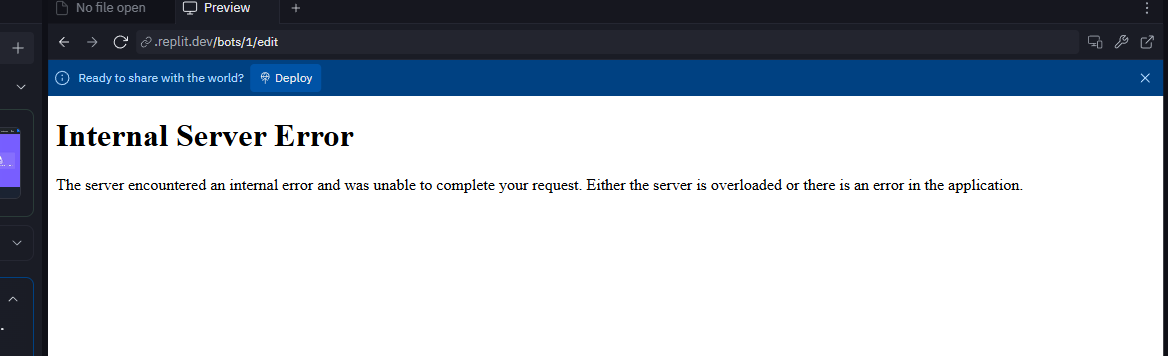 No file open
Preview
.replit.dev/bots/1/edit
Ready to share with the world?
Deploy
Internal Server Error
The server encountered an internal error and was unable to complete your request. Either the server is overloaded or there is an error in the application.